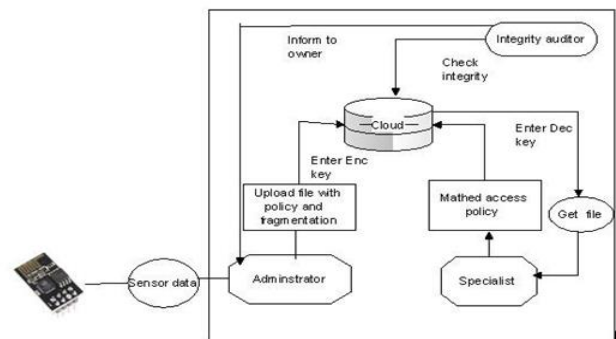 Inform to
owner
Integrity auditor
Check
integrity
Cloud
Enter Enc
key
Enter Dec
key
Upload file with
policy and
fragmentation
Mathed access
policy
Get file
Sensor data
Adminstrator
Specialist